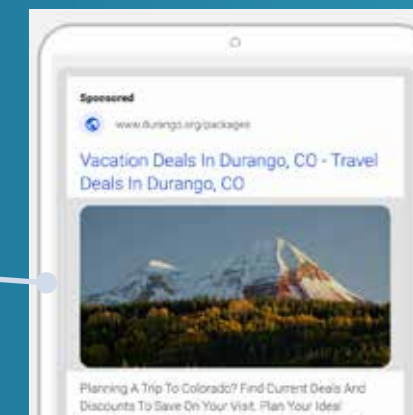 Sponsored
www.durango.org/packages
Vacation Deals In Durango, CO - Travel
Deals In Durango, CO
Planning A Trip To Colorado? Find Current Deals And
Discounts To Save On Your Visit. Plan Your Ideal